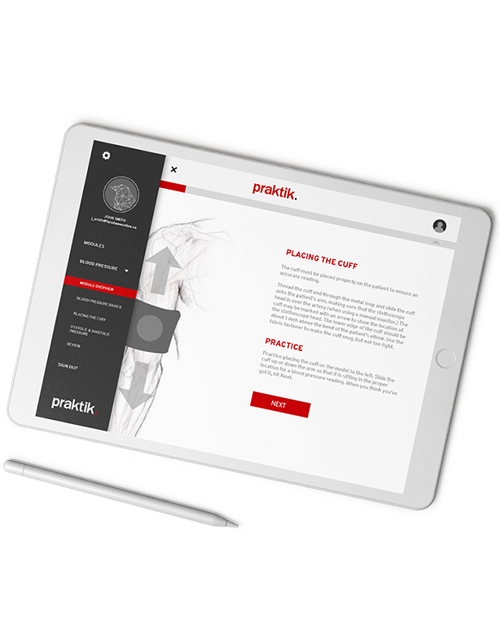 praktik.
JOHN SMITH
MODULES
BLOOD PRESSURE
MODULE OVERVIEW
BLOOD PRESSURE BASICS
PLACING THE CUFF
SYSTOLIC & DIASTOLIC
PRESSURE
REVIEW
SIGN OUT
praktik
PLACING THE CUFF
The cuff must be placed properly on the patient to ensure an
accurate reading.
Thread the cuff end through the metal loop and slide the cuff
onto the patient's arm, making sure that the stethoscope
head is over the artery (when using a manual monitor.) The
cuff may be marked with an arrow to show the location of
the stethoscope head. The lower edge of the cuff should be
about 1 inch above the bend of the patient's elbow. Use the
fabric fastener to make the cuff snug, but not too tight.
PRACTICE
Practice placing the cuff on the model to the left. Slide the
cuff up or down the arm so that it is sitting in the proper
location for a blood pressure reading. When you think you've
got it, hit Next.
NEXT